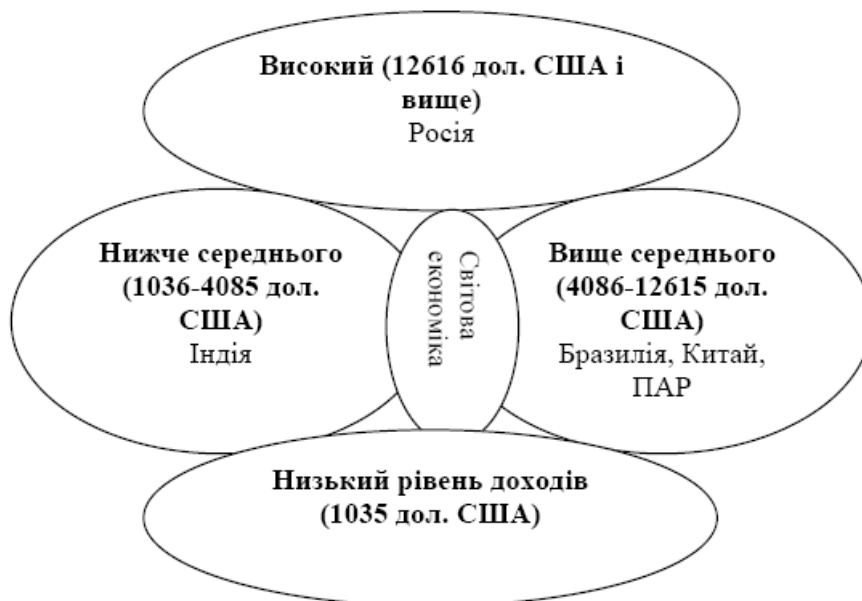 Високий (12616 дол. США і
вище)
Росія
Нижче середнього
(1036-4085 дол.
США)
Індія
Світова
економіка
Вище середнього
(4086-12615 дол.
США)
Бразилія, Китай,
ПАР
Низький рівень доходів
(1035 дол. США)